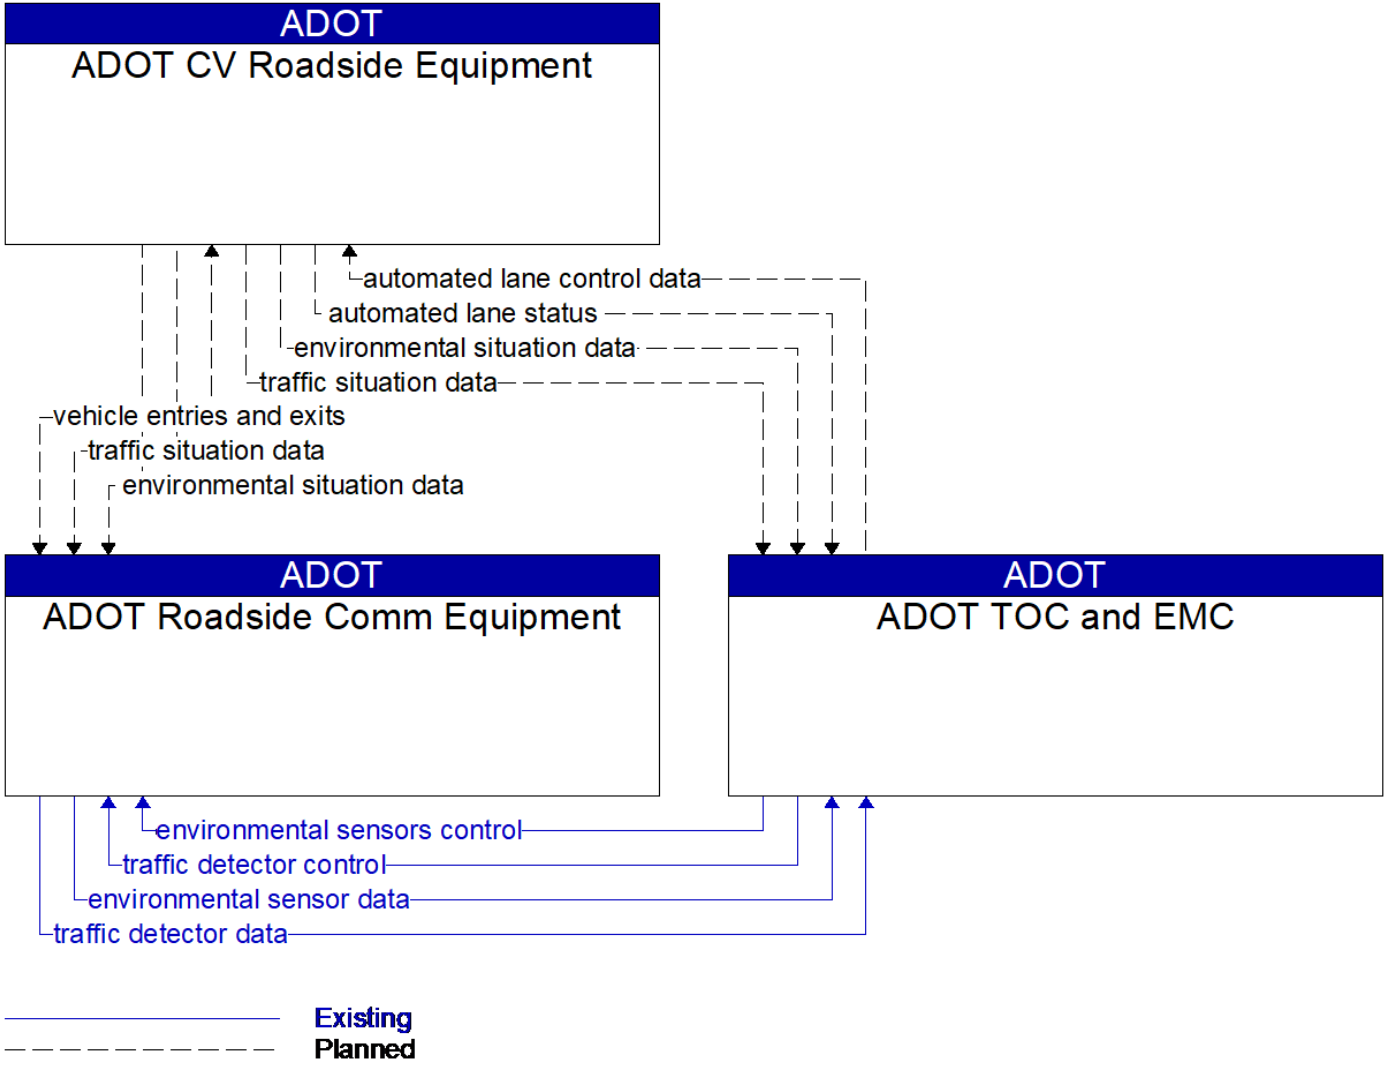 ADOT
ADOT CV Roadside Equipment
automated lane control data
automated lane status
environmental situation data
traffic situation data
vehicle entries and exits
traffic situation data
environmental situation data
ADOT
ADOT Roadside Comm Equipment
ADOT
ADOT TOC and EMC
environmental sensors control
traffic detector control
environmental sensor data
traffic detector data
Existing
Planned